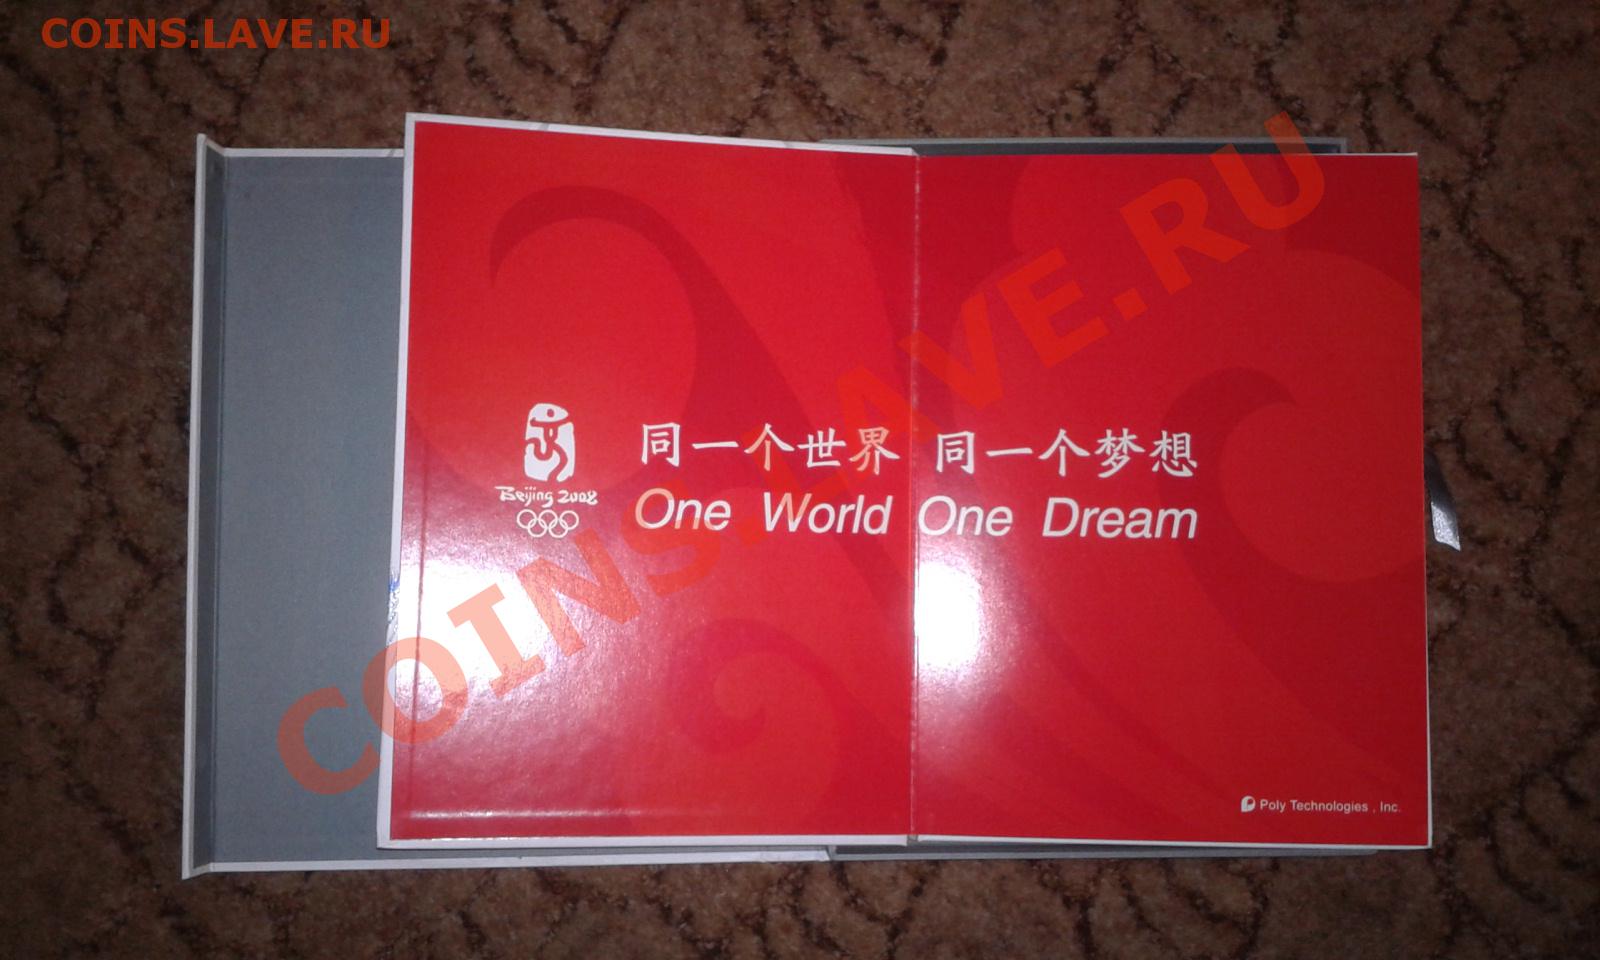 COINS.LAVE.RU
COINS.LAVE.RU
同一个世界 同一个梦想
One World One Dream
Beijing 2008
Poly Technologies , Inc.